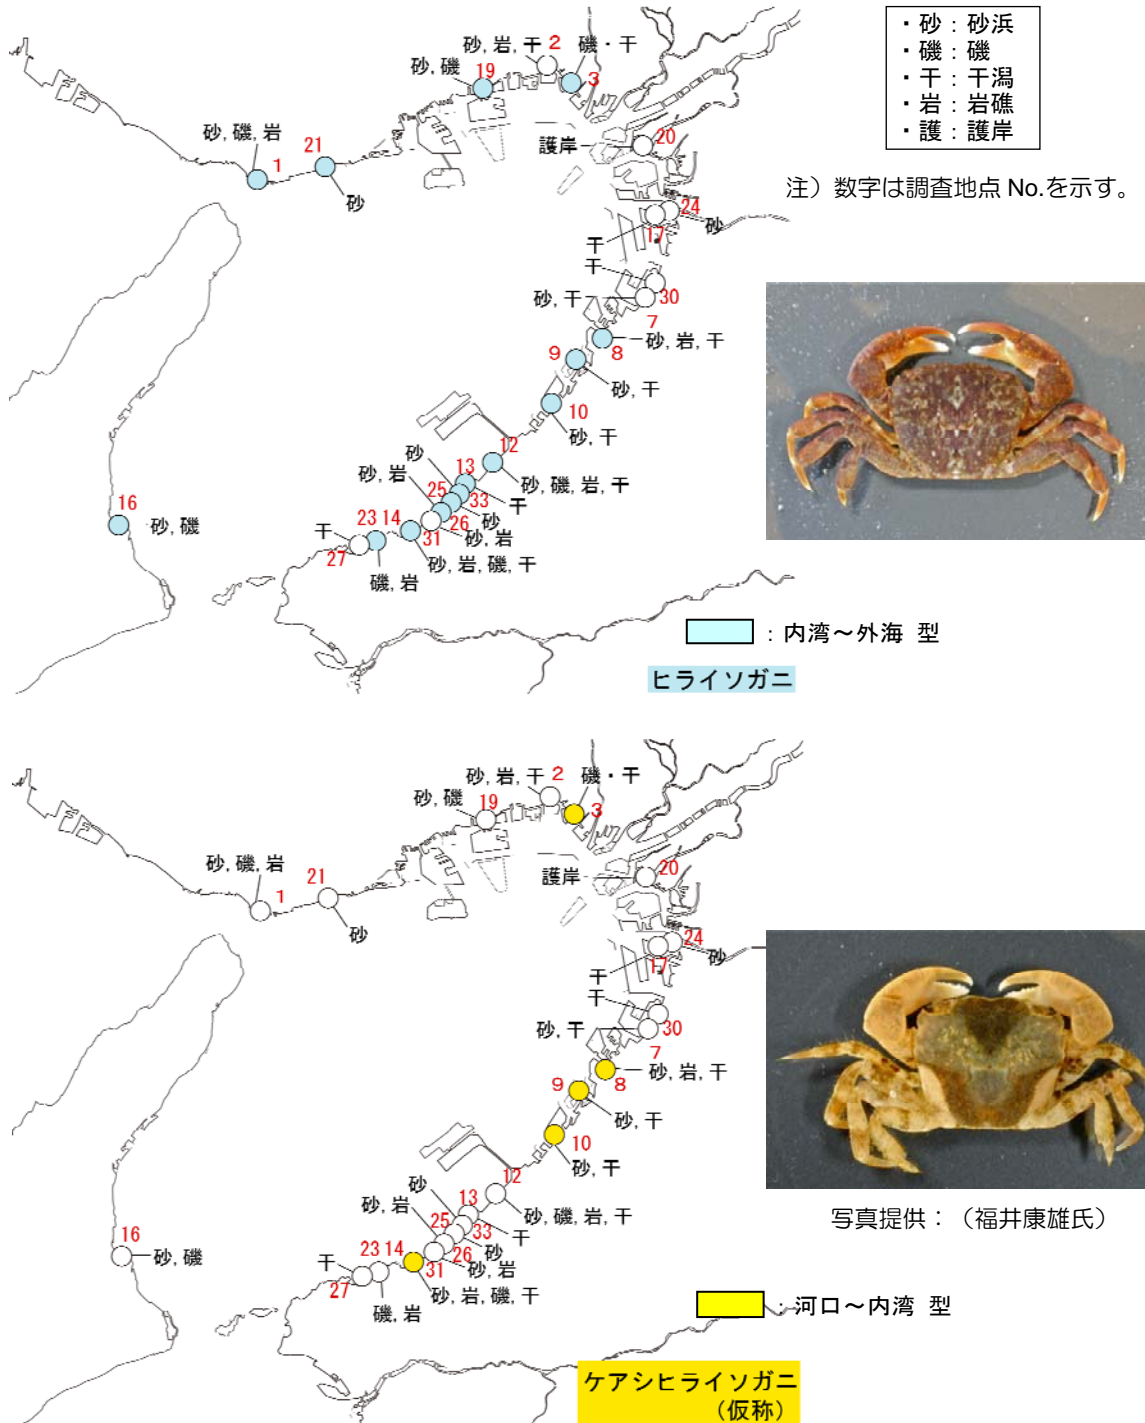 ・砂：砂浜
・磯：磯
・干：干潟
・岩：岩礁
・護：護岸
注）数字は調査地点 No.を示す。
砂, 岩, 干 2 磯・干
砂, 磯 19 3
砂, 磯, 岩 1 21 砂
護岸 20
24 砂
干 17
干
砂, 干 30
7
8 砂, 岩, 干
9 砂, 干
10 砂, 干
12 砂, 磯, 岩, 干
砂 13 干
砂, 岩 25 33 砂
26 砂, 岩
16 砂, 磯
干 23 14 31
27 磯, 岩 砂, 岩, 磯, 干
：内湾～外海 型
ヒライソガニ
砂, 岩, 干 2 磯・干
砂, 磯 19 3
砂, 磯, 岩 1 21 砂
護岸 20
24 砂
干 17
干
砂, 干 30
7
8 砂, 岩, 干
9 砂, 干
10 砂, 干
12 砂, 磯, 岩, 干
砂 13 干
砂, 岩 25 33 砂
26 砂, 岩
16 砂, 磯
干 23 14 31
27 磯, 岩 砂, 岩, 磯, 干
写真提供：（福井康雄氏）
：河口～内湾 型
ケアシヒライソガニ
（仮称）